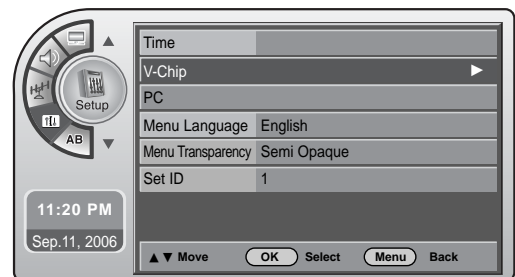 Setup
AB
11:20 PM
Sep.11, 2006
Time
V-Chip ▶
PC
Menu Language English
Menu Transparency Semi Opaque
Set ID 1
▲▼ Move OK Select Menu Back